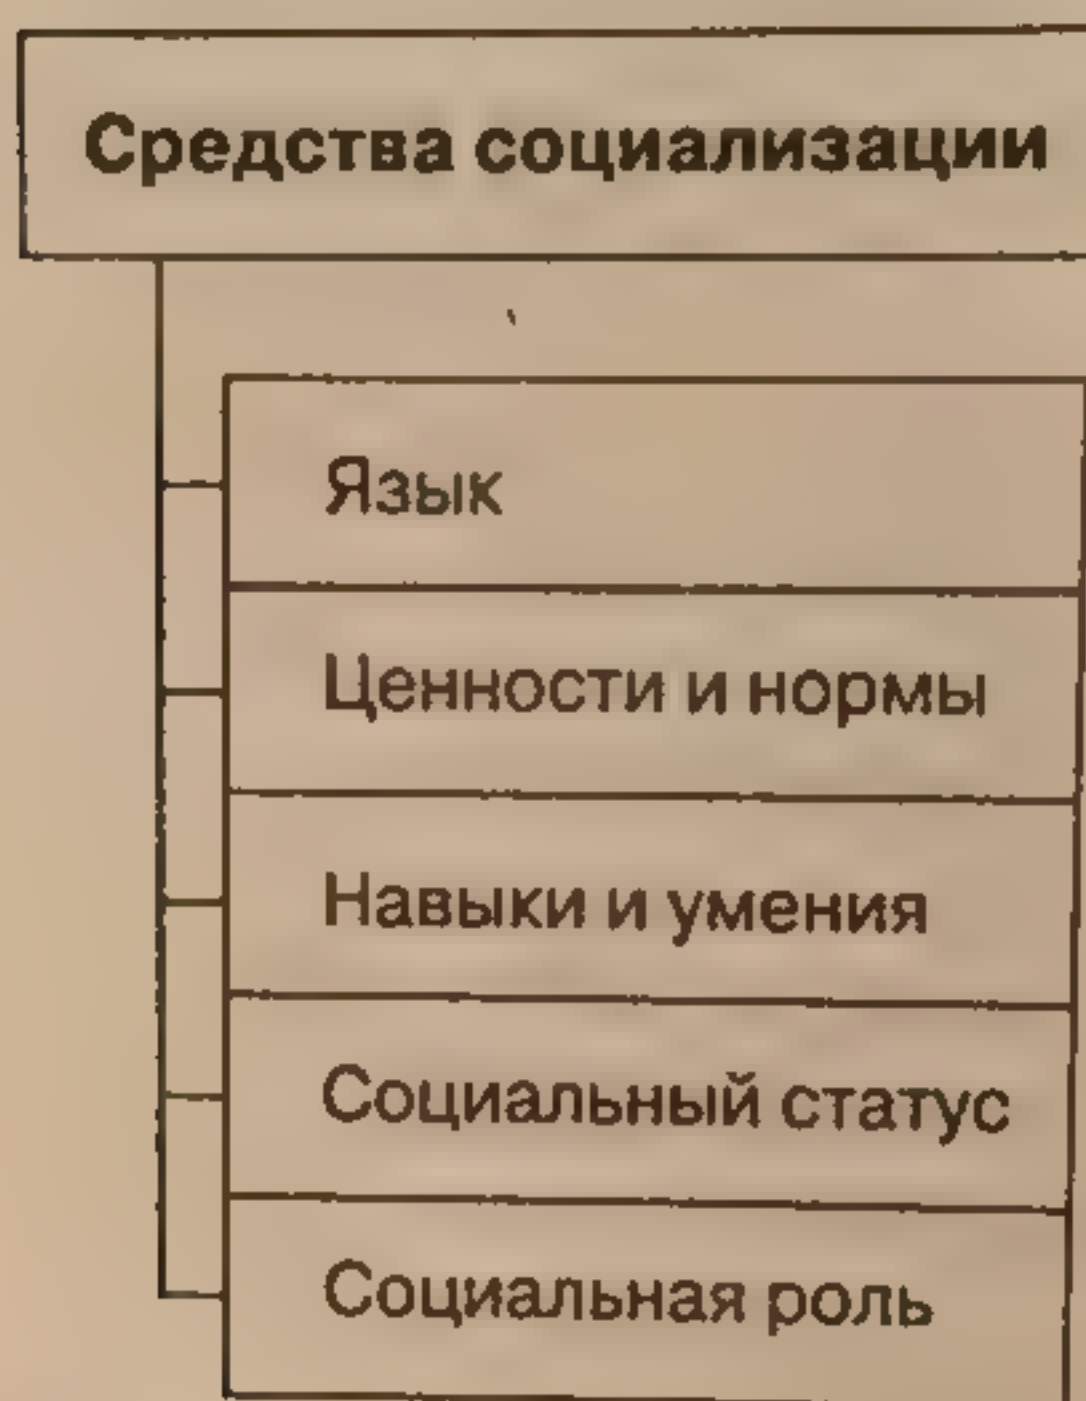 Средства социализации
Язык
Ценности и нормы
Навыки и умения
Социальный статус
Социальная роль